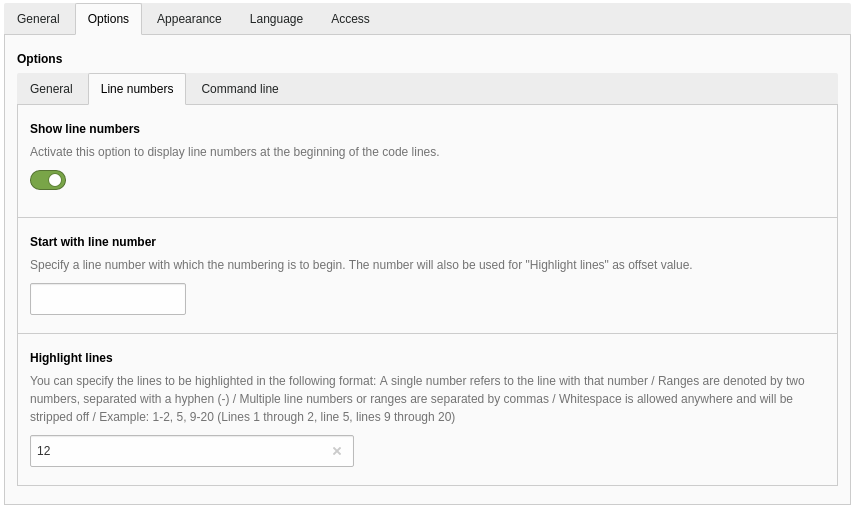 General Options Appearance Language Access
Options
General Line numbers Command line
Show line numbers
Activate this option to display line numbers at the beginning of the code lines.
Start with line number
Specify a line number with which the numbering is to begin. The number will also be used for "Highlight lines" as offset value.
Highlight lines
You can specify the lines to be highlighted in the following format: A single number refers to the line with that number / Ranges are denoted by two
numbers, separated with a hyphen (-) / Multiple line numbers or ranges are separated by commas / Whitespace is allowed anywhere and will be
stripped off / Example: 1-2, 5, 9-20 (Lines 1 through 2, line 5, lines 9 through 20)
12